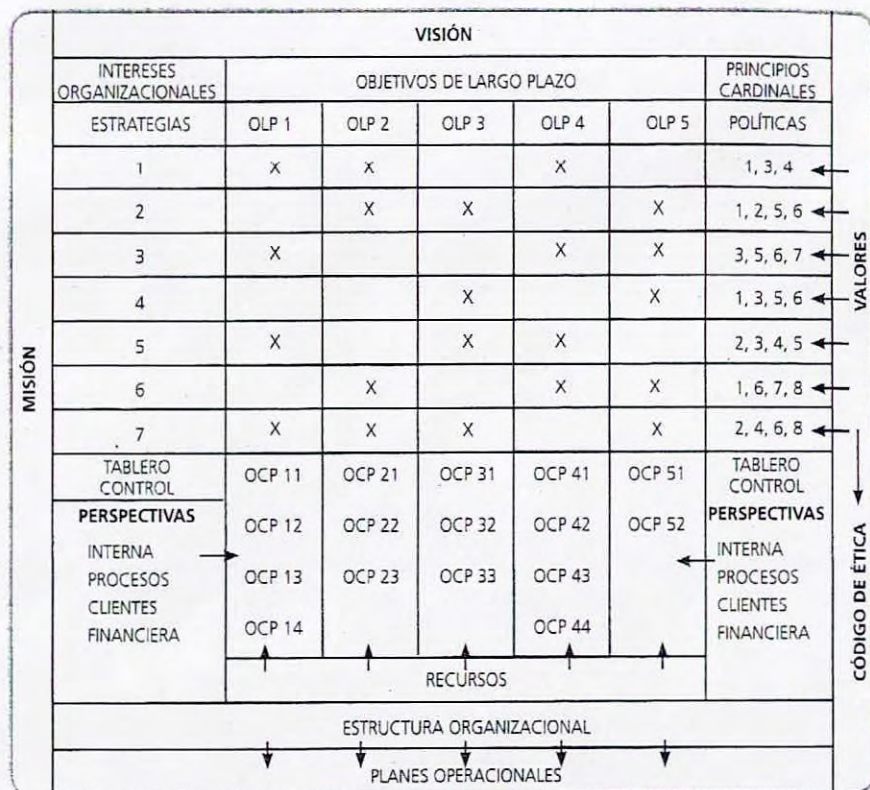 VISIÓN
INTERESES ORGANIZACIONALES OBJETIVOS DE LARGO PLAZO PRINCIPIOS CARDINALES
ESTRATEGIAS OLP 1 OLP 2 OLP 3 OLP 4 OLP 5 POLÍTICAS
1 X X X 1, 3, 4
2 X X X 1, 2, 5, 6
3 X X X 3, 5, 6, 7
4 X X 1, 3, 5, 6
5 X X X 2, 3, 4, 5
6 X X X 1, 6, 7, 8
7 X X X X 2, 4, 6, 8
TABLERO CONTROL OCP 11 OCP 21 OCP 31 OCP 41 OCP 51 TABLERO CONTROL
PERSPECTIVAS OCP 12 OCP 22 OCP 32 OCP 42 OCP 52 PERSPECTIVAS
INTERNA INTERNA
PROCESOS OCP 13 OCP 23 OCP 33 OCP 43 PROCESOS
CLIENTES CLIENTES
FINANCIERA OCP 14 OCP 44 FINANCIERA
RECURSOS
ESTRUCTURA ORGANIZACIONAL
PLANES OPERACIONALES
MISIÓN
VALORES
CÓDIGO DE ÉTICA